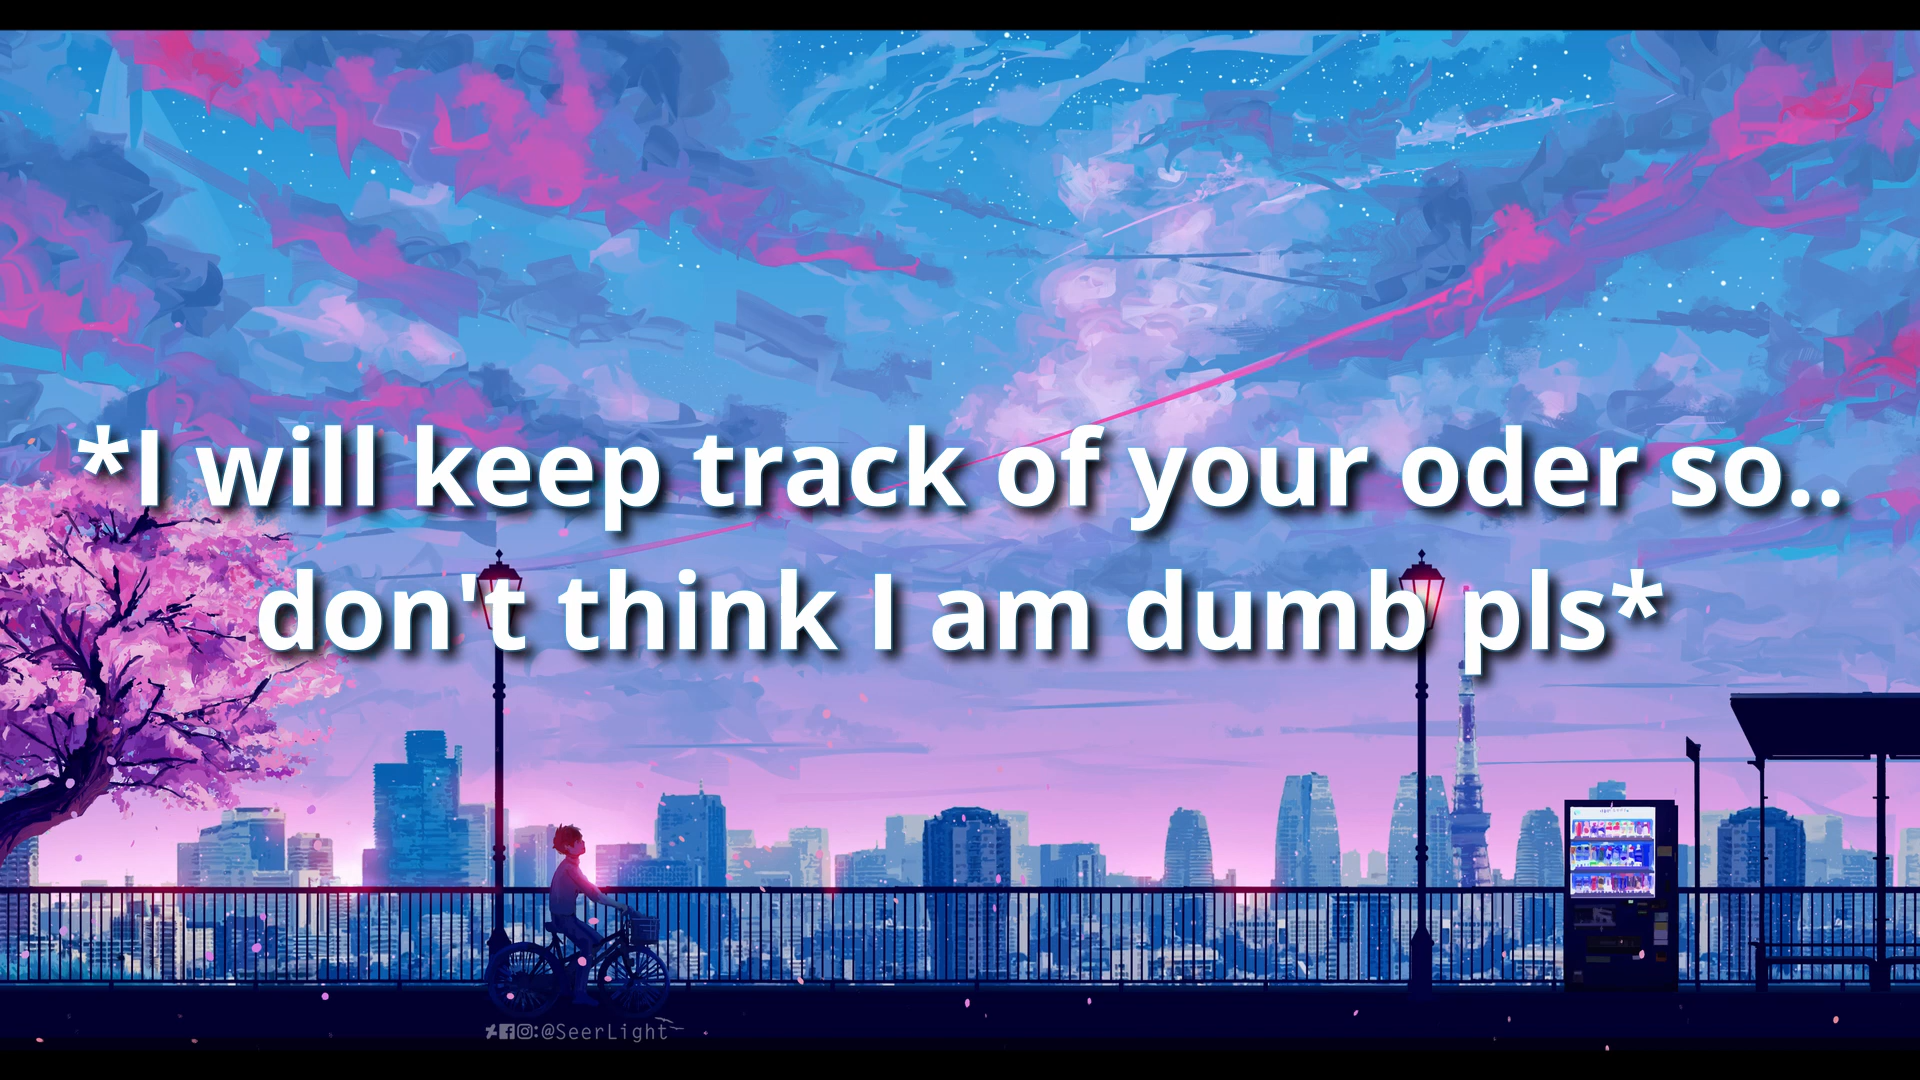 *I will keep track of your oder so..
don't think I am dumb pls*
:@SeerLight